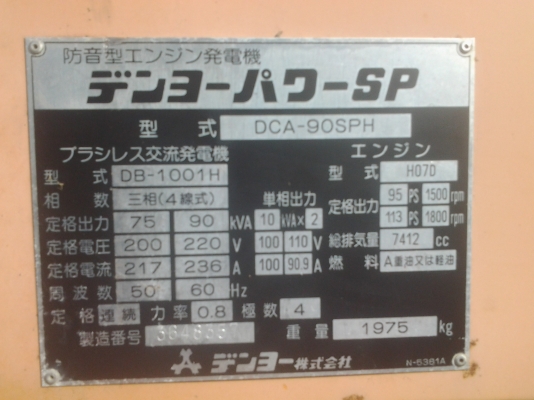 防音型エンジン発電機
デンヨーパワーSP
型式 DCA-90SPH
ブラシレス交流発電機 エンジン
型式 DB-1001H 型式 H07D
相数 三相(4線式) 単相出力 定格出力 95 PS 1500 rpm
定格出力 75 90 kVA 10 kVA×2 113 PS 1800 rpm
定格電圧 200 220 V 100 110 V 総排気量 7412 cc
定格電流 217 236 A 100 90.9 A 燃料 A重油又は軽油
周波数 50 60 Hz
定格 連続 力率 0.8 極数 4
製造番号 重量 1975 kg
デンヨー株式会社 N-5361A